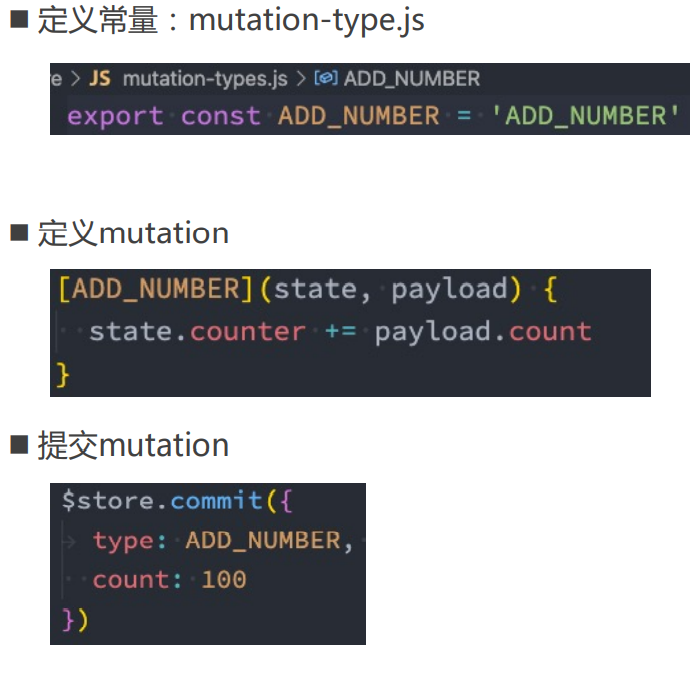 ■ 定义常量：mutation-type.js
e > JS mutation-types.js > ADD_NUMBER
export const ADD_NUMBER = 'ADD_NUMBER'
■ 定义mutation
[ADD_NUMBER](state, payload) {
state.counter += payload.count
}
■ 提交mutation
$store.commit({
type: ADD_NUMBER,
count: 100
})